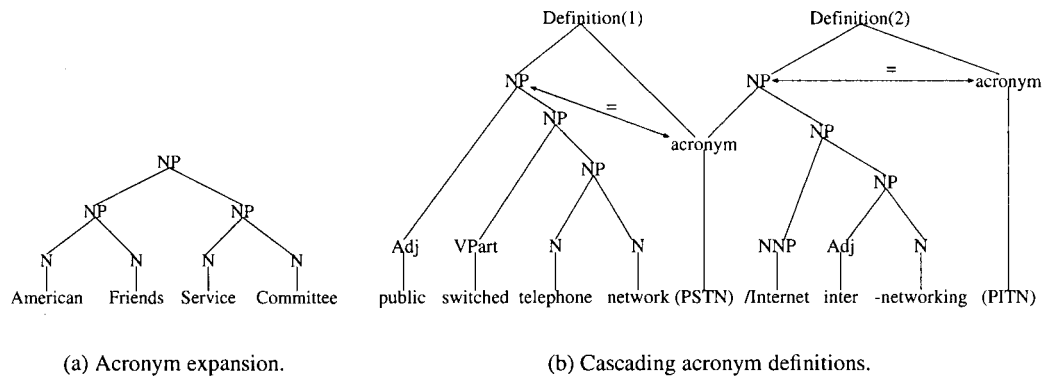 Definition(1) Definition(2)
NP = NP = acronym
NP acronym NP
NP NP NP
NP NP
N N N N Adj VPart N N NNP Adj N
American Friends Service Committee public switched telephone network (PSTN) /Internet inter -networking (PITN)
(a) Acronym expansion. (b) Cascading acronym definitions.